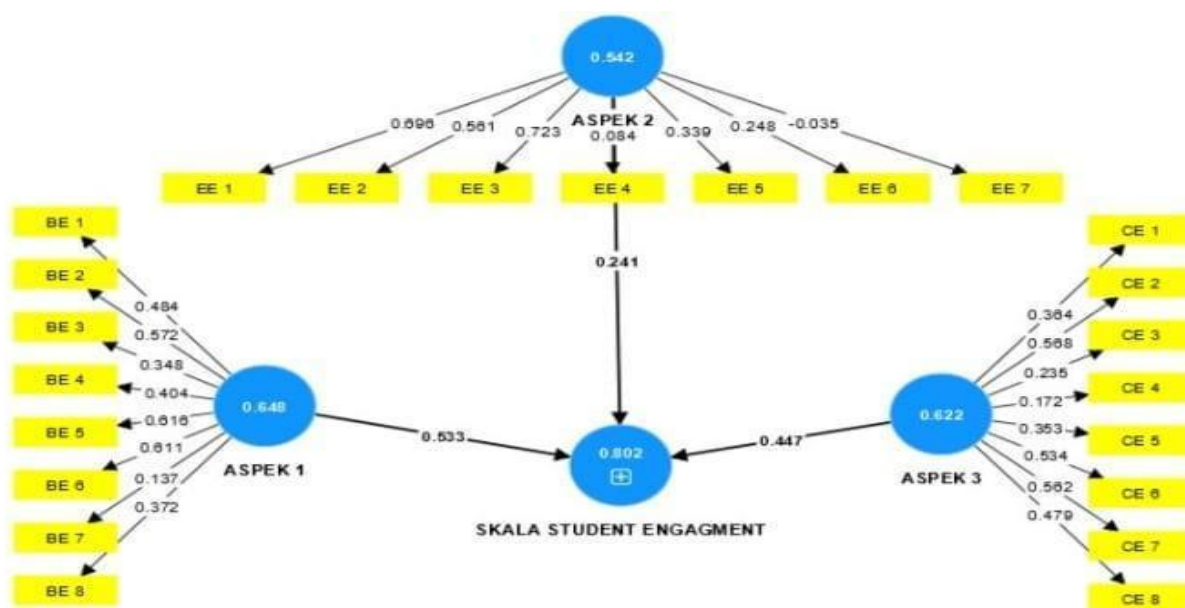 0.542
ASPEK 2
0.696
0.561
0.723
0.084
0.339
0.248
-0.035
EE 1
EE 2
EE 3
EE 4
EE 5
EE 6
EE 7
BE 1
BE 2
BE 3
BE 4
BE 5
BE 6
BE 7
BE 8
0.484
0.572
0.348
0.404
0.616
0.611
0.137
0.372
0.648
ASPEK 1
0.533
0.241
0.802
SKALA STUDENT ENGAGMENT
0.447
0.622
ASPEK 3
0.364
0.568
0.235
0.172
0.353
0.534
0.562
0.479
CE 1
CE 2
CE 3
CE 4
CE 5
CE 6
CE 7
CE 8